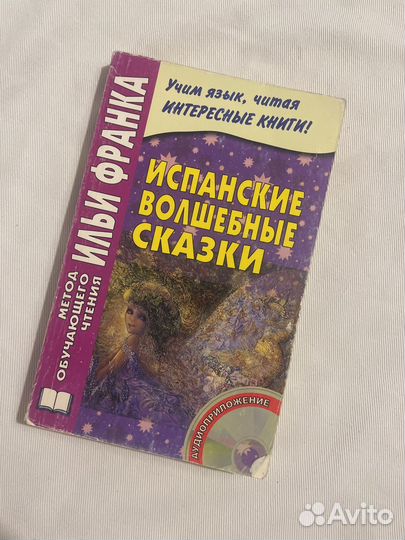 Учим язык, читая
ИНТЕРЕСНЫЕ КНИГИ!
МЕТОД
ОБУЧАЮЩЕГО
ЧТЕНИЯ
ИЛЬИ ФРАНКА
ИСПАНСКИЕ
ВОЛШЕБНЫЕ
СКАЗКИ
АУДИОПРИЛОЖЕНИЕ
Avito